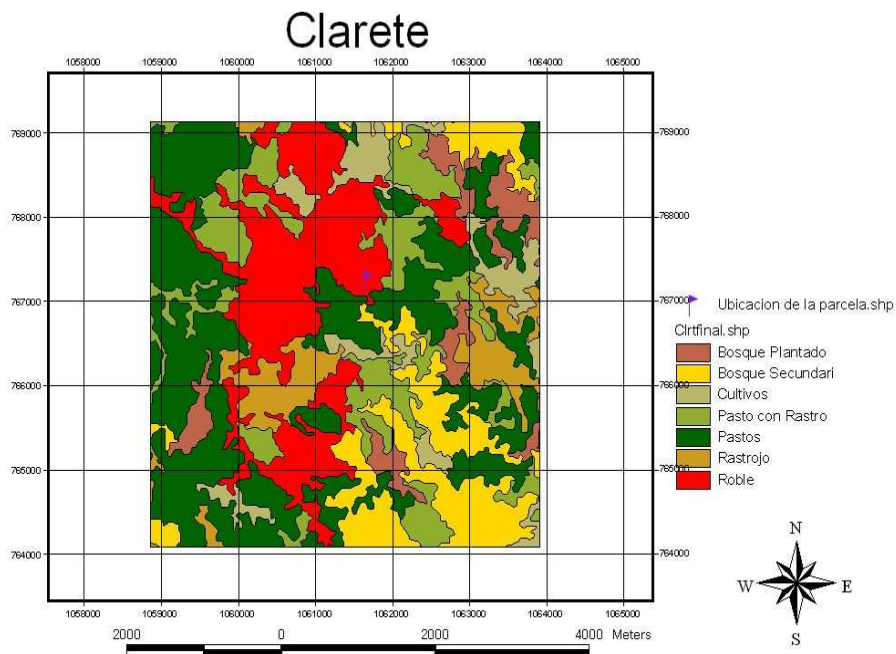 Clarete
1058000 1059000 1060000 1061000 1062000 1063000 1064000 1065000
769000 769000
768000 768000
767000 767000
766000 766000
765000 765000
764000 764000
1058000 1059000 1060000 1061000 1062000 1063000 1064000 1065000
2000 0 2000 4000 Meters
Ubicacion de la parcela.shp
Clrtfinal.shp
Bosque Plantado
Bosque Secundari
Cultivos
Pasto con Rastro
Pastos
Rastrojo
Roble
N
W E
S